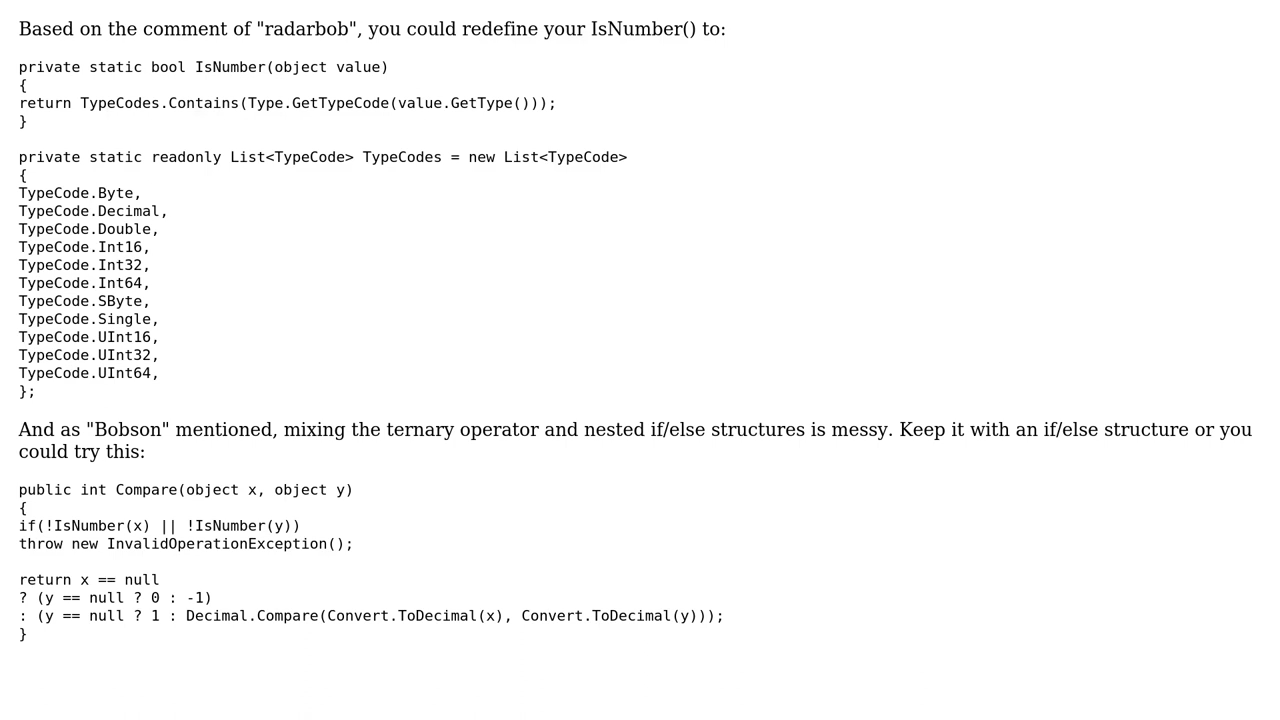 Based on the comment of "radarbob", you could redefine your IsNumber() to:
private static bool IsNumber(object value)
{
return TypeCodes.Contains(Type.GetTypeCode(value.GetType()));
}
private static readonly List<TypeCode> TypeCodes = new List<TypeCode>
{
TypeCode.Byte,
TypeCode.Decimal,
TypeCode.Double,
TypeCode.Int16,
TypeCode.Int32,
TypeCode.Int64,
TypeCode.SByte,
TypeCode.Single,
TypeCode.UInt16,
TypeCode.UInt32,
TypeCode.UInt64,
};
And as "Bobson" mentioned, mixing the ternary operator and nested if/else structures is messy. Keep it with an if/else structure or you
could try this:
public int Compare(object x, object y)
{
if(!IsNumber(x) || !IsNumber(y))
throw new InvalidOperationException();
return x == null
? (y == null ? 0 : -1)
: (y == null ? 1 : Decimal.Compare(Convert.ToDecimal(x), Convert.ToDecimal(y)));
}